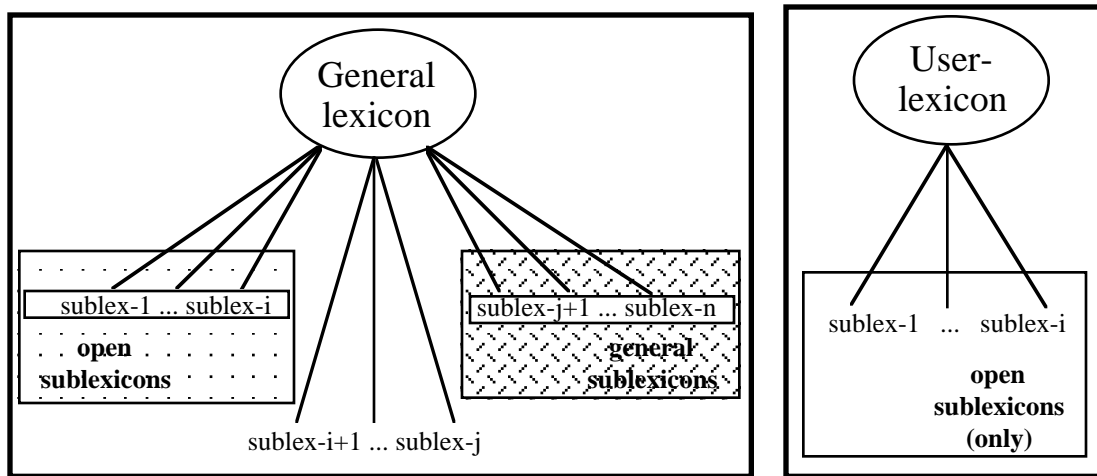 General
lexicon
sublex-1 ... sublex-i
open
sublexicons
sublex-i+1 ... sublex-j
sublex-j+1 ... sublex-n
general
sublexicons
User-
lexicon
sublex-1 ... sublex-i
open
sublexicons
(only)